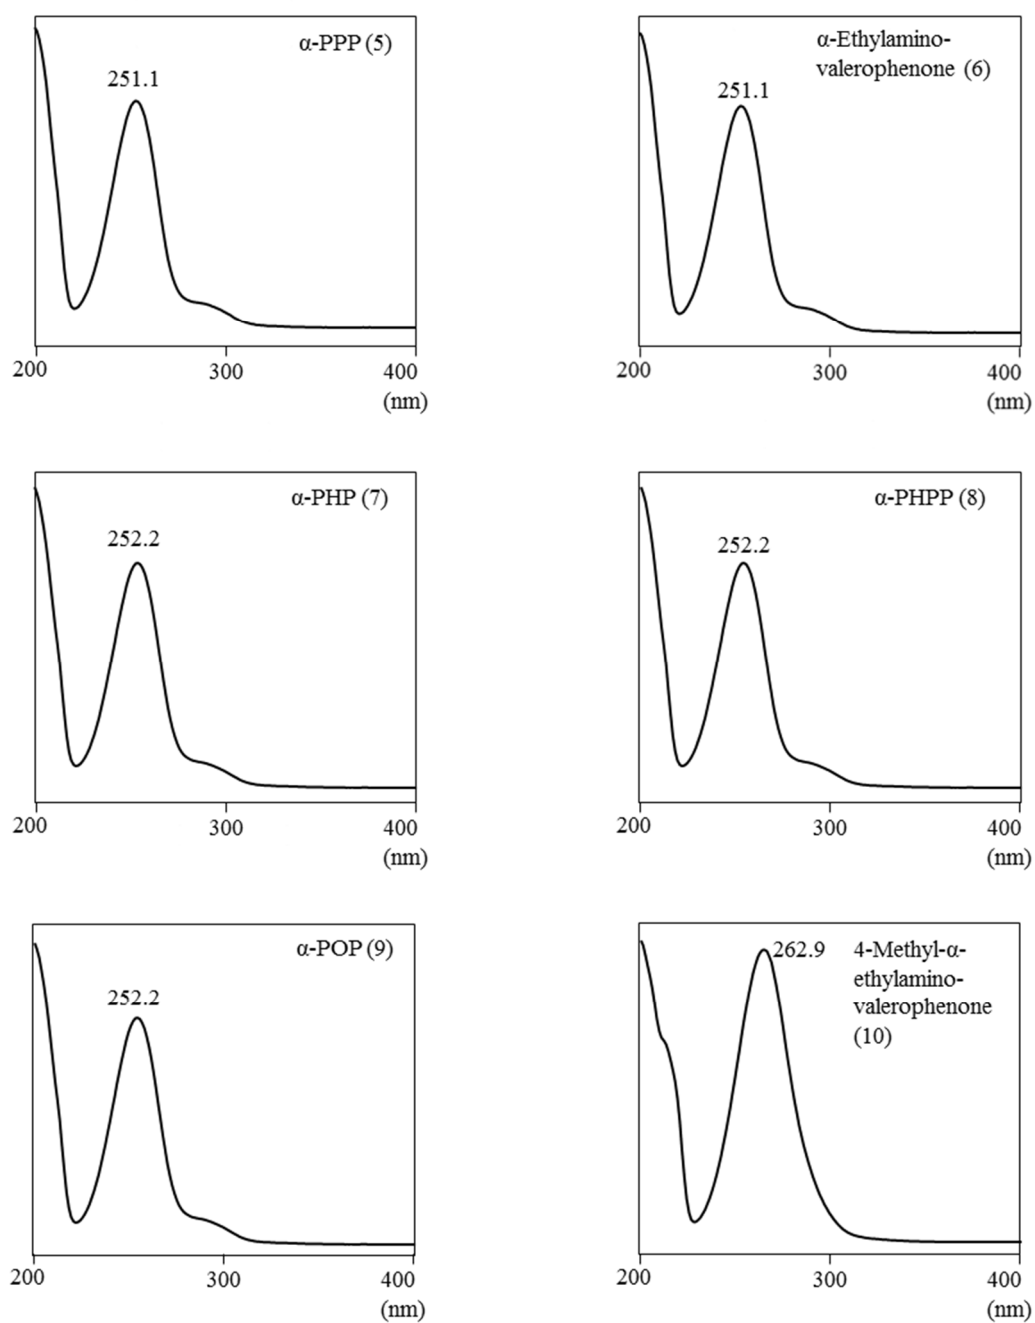 α-PPP (5)
251.1
200
300
400
(nm)
α-Ethylamino-
valerophenone (6)
251.1
200
300
400
(nm)
α-PHP (7)
252.2
200
300
400
(nm)
α-PHPP (8)
252.2
200
300
400
(nm)
α-POP (9)
252.2
200
300
400
(nm)
262.9
4-Methyl-α-
ethylamino-
valerophenone
(10)
200
300
400
(nm)